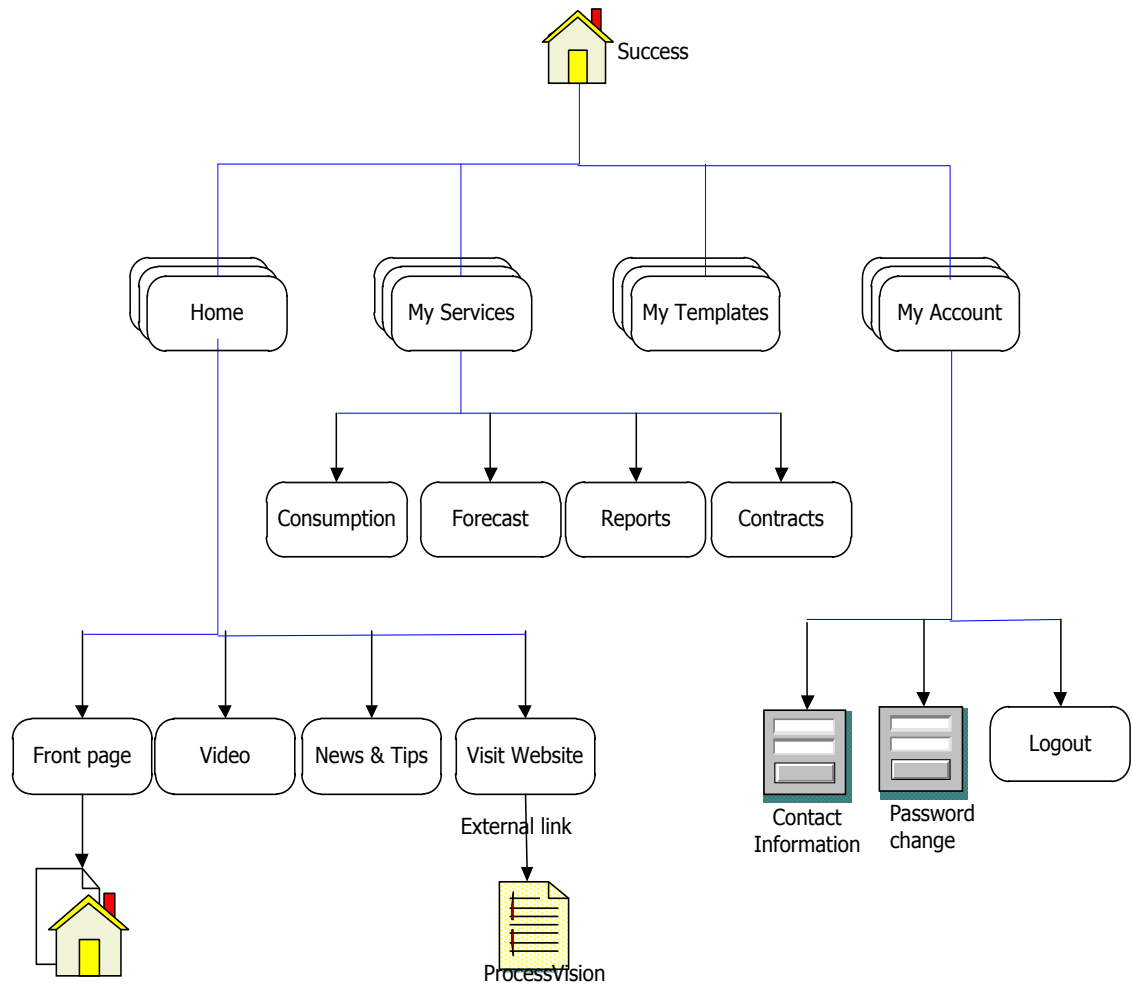 Success
Home
My Services
My Templates
My Account
Consumption
Forecast
Reports
Contracts
Front page
Video
News & Tips
Visit Website
Logout
External link
Contact
Information
Password
change
ProcessVision